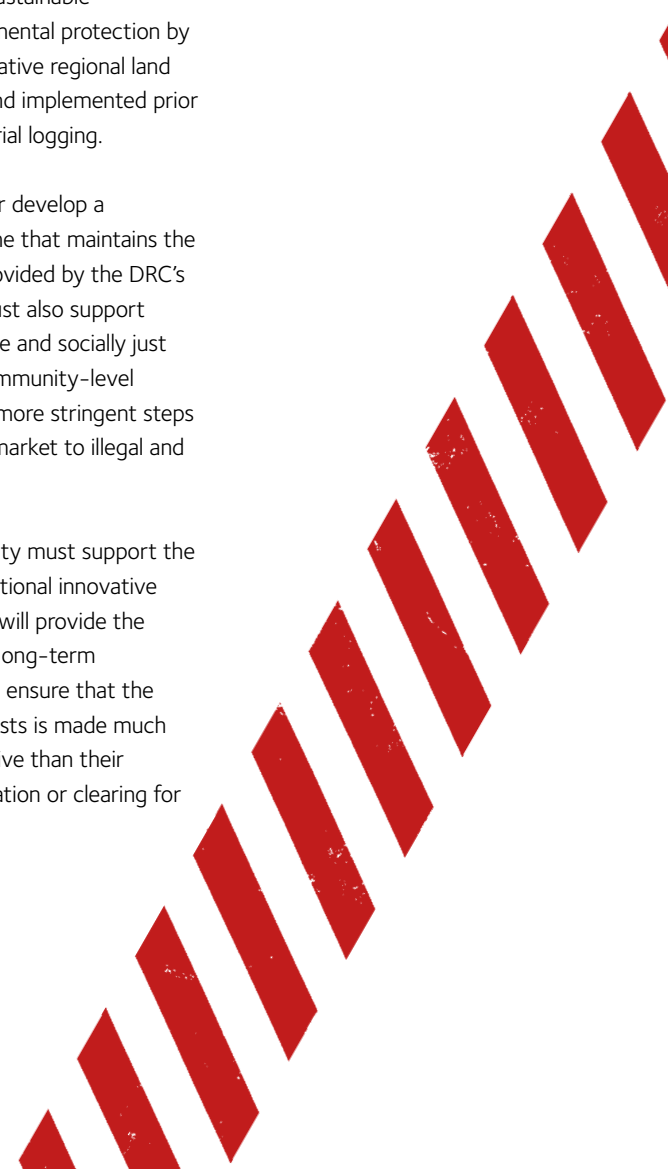 mental protection by
ative regional land
nd implemented prior
rial logging.
r develop a
ne that maintains the
ovided by the DRC's
ust also support
e and socially just
mmunity-level
more stringent steps
market to illegal and
ty must support the
tional innovative
will provide the
long-term
ensure that the
sts is made much
ive than their
ation or clearing for